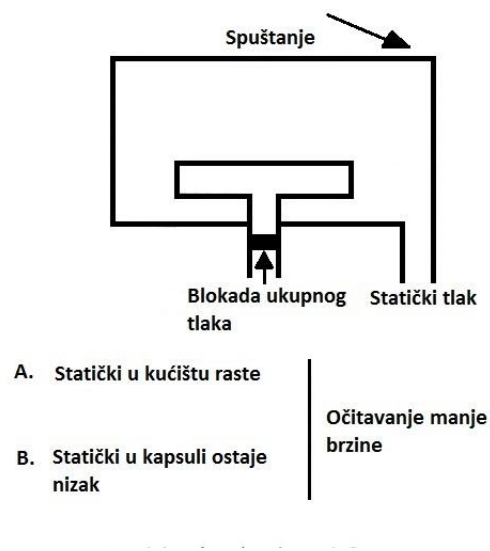 Spuštanje
Blokada ukupnog
tlaka
Statički tlak
A. Statički u kućištu raste
B. Statički u kapsuli ostaje
nizak
Očitavanje manje
brzine